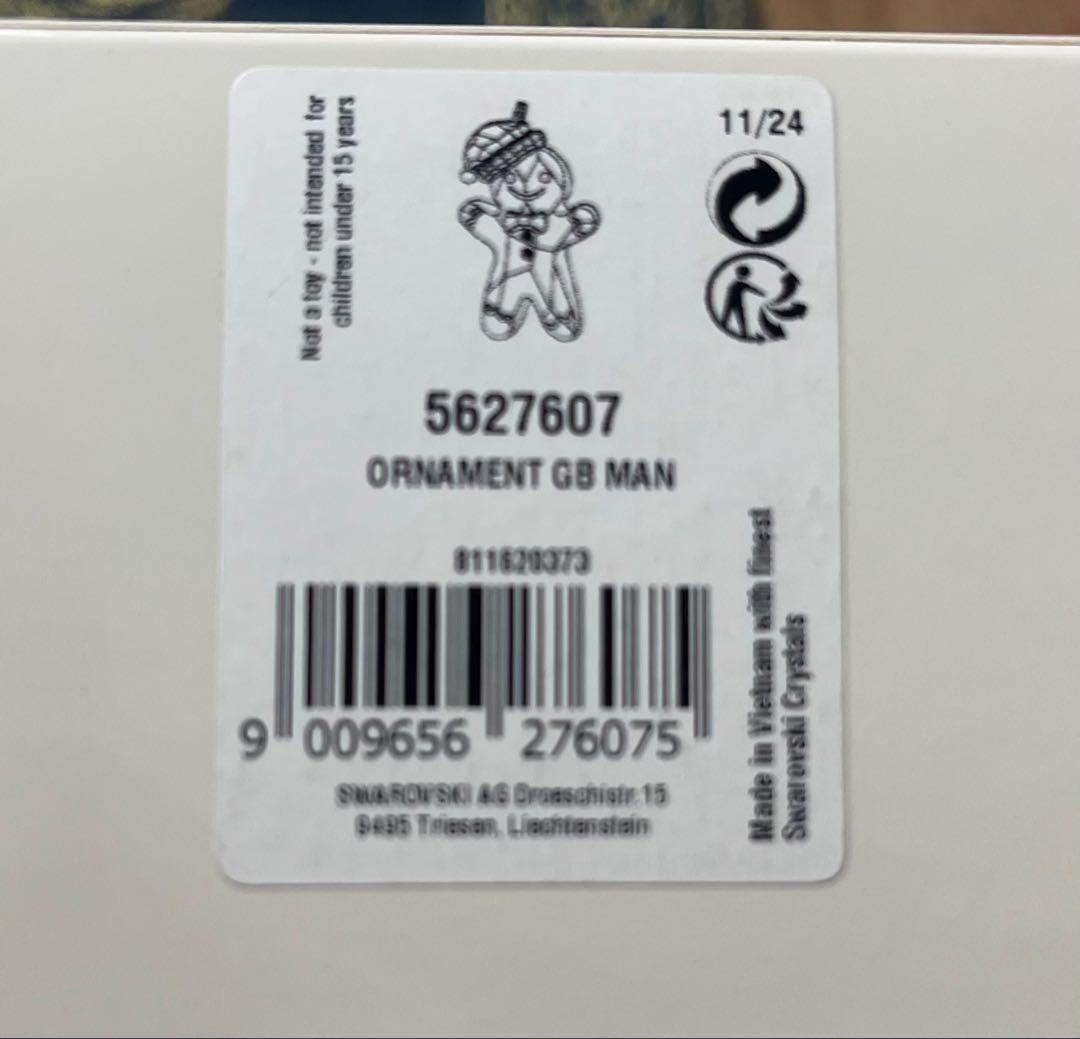 Not a toy - not intended for
children under 15 years
11/24
5627607
ORNAMENT GB MAN
811620373
9 009656 276075
SWAROVSKI AG Droeschistr.15
9495 Triesen, Liechtenstein
Made in Vietnam with finest
Swarovski Crystals